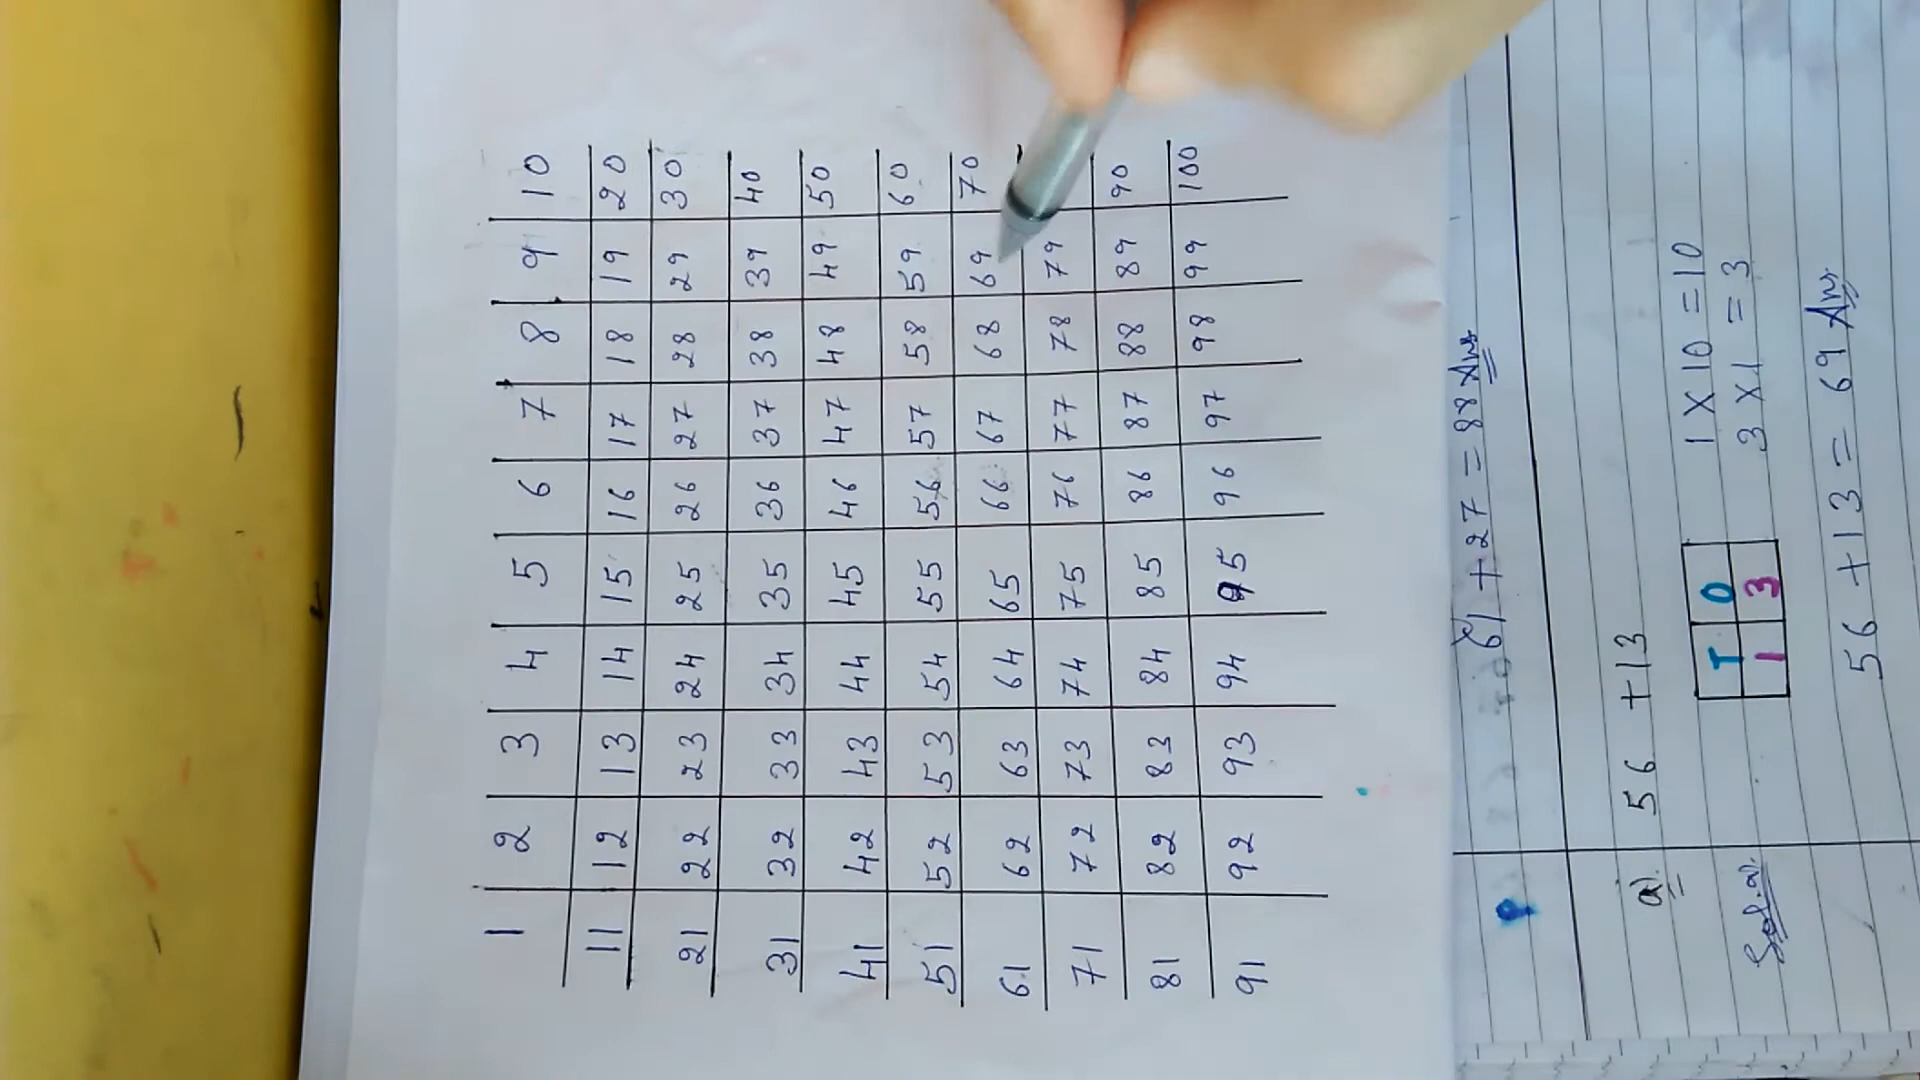 1 2 3 4 5 6 7 8 9 10
11 12 13 14 15 16 17 18 19 20
21 22 23 24 25 26 27 28 29 30
31 32 33 34 35 36 37 38 39 40
41 42 43 44 45 46 47 48 49 50
51 52 53 54 55 56 57 58 59 60
61 62 63 64 65 66 67 68 69 70
71 72 73 74 75 76 77 78 79
81 82 83 84 85 86 87 88 89 90
91 92 93 94 95 96 97 98 99 100
61 + 27 = 88 Ans
a) 56 + 13
Sol.a).
T O 1 X 10 = 10
1 3 3 X 1 = 3
56 + 13 = 69 Ans.